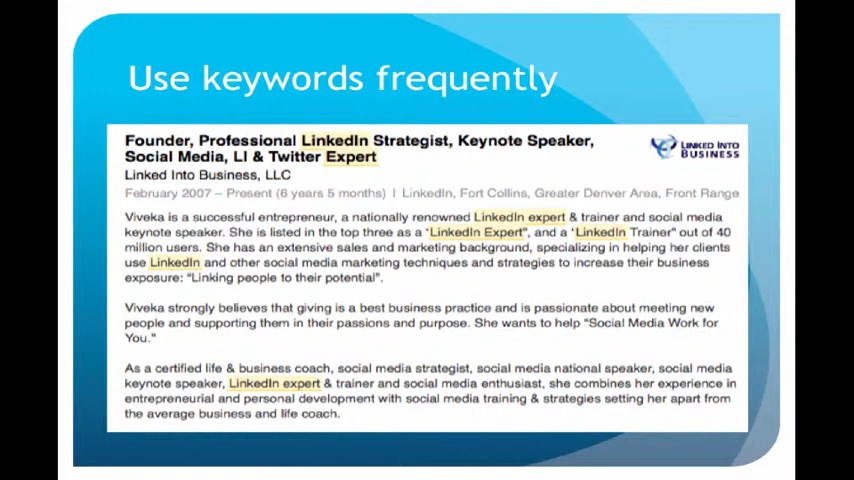 Use keywords frequently
Founder, Professional LinkedIn Strategist, Keynote Speaker,
Social Media, LI & Twitter Expert
LINKED INTO
BUSINESS
Linked Into Business, LLC
February 2007 – Present (6 years 5 months) | LinkedIn, Fort Collins, Greater Denver Area, Front Range
Viveka is a successful entrepreneur, a nationally renowned LinkedIn expert & trainer and social media
keynote speaker. She is listed in the top three as a "LinkedIn Expert", and a "LinkedIn Trainer" out of 40
million users. She has an extensive sales and marketing background, specializing in helping her clients
use LinkedIn and other social media marketing techniques and strategies to increase their business
exposure: "Linking people to their potential".
Viveka strongly believes that giving is a best business practice and is passionate about meeting new
people and supporting them in their passions and purpose. She wants to help "Social Media Work for
You."
As a certified life & business coach, social media strategist, social media national speaker, social media
keynote speaker, LinkedIn expert & trainer and social media enthusiast, she combines her experience in
entrepreneurial and personal development with social media training & strategies setting her apart from
the average business and life coach.